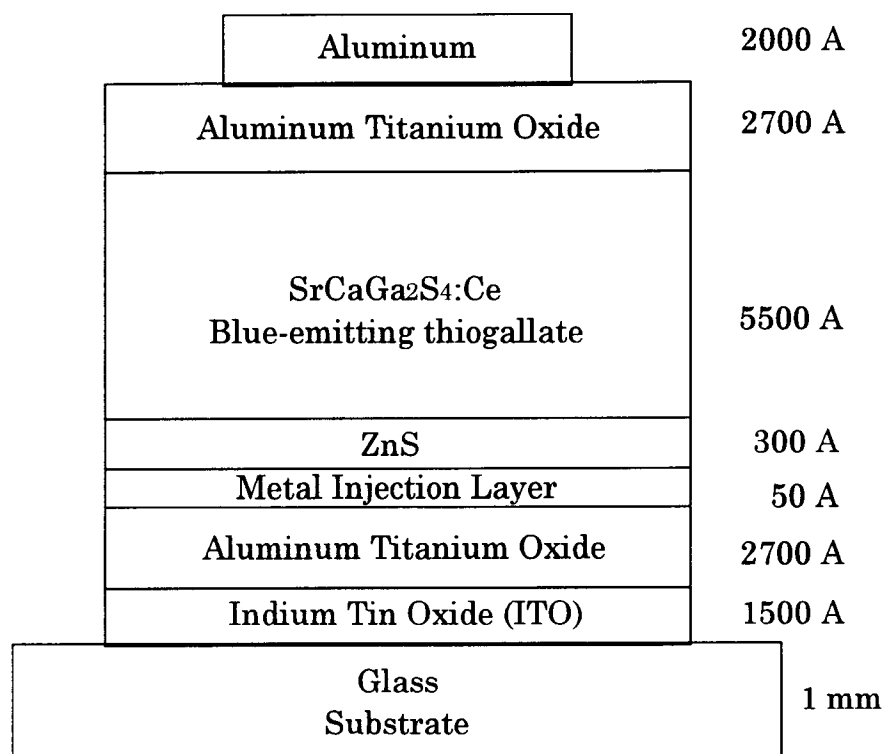 Aluminum 2000 A
Aluminum Titanium Oxide 2700 A
SrCaGa2S4:Ce
Blue-emitting thiogallate 5500 A
ZnS 300 A
Metal Injection Layer 50 A
Aluminum Titanium Oxide 2700 A
Indium Tin Oxide (ITO) 1500 A
Glass
Substrate 1 mm